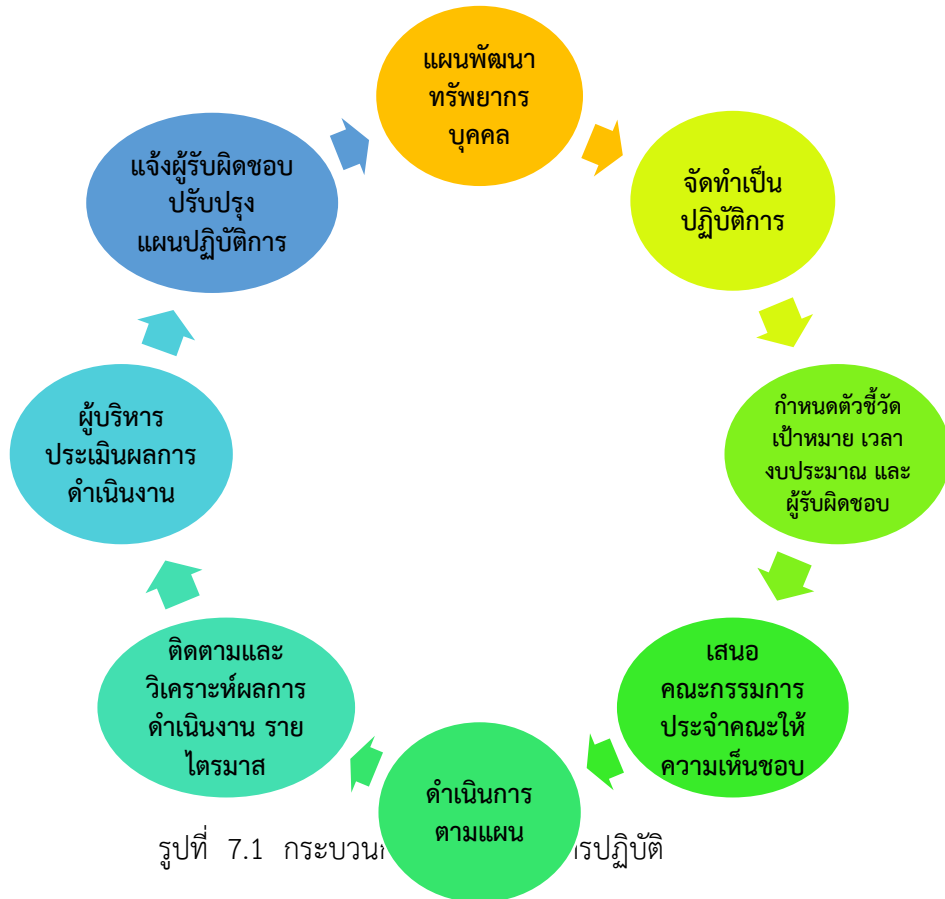 แผนพัฒนา
ทรัพยากร
บุคคล
จัดทำเป็น
ปฏิบัติการ
กำหนดตัวชี้วัด
เป้าหมาย เวลา
งบประมาณ และ
ผู้รับผิดชอบ
เสนอ
คณะกรรมการ
ประจำคณะให้
ความเห็นชอบ
ดำเนินการ
ตามแผน
ติดตามและ
วิเคราะห์ผลการ
ดำเนินงาน ราย
ไตรมาส
ผู้บริหาร
ประเมินผลการ
ดำเนินงาน
แจ้งผู้รับผิดชอบ
ปรับปรุง
แผนปฏิบัติการ
รูปที่ 7.1 กระบวน รปฏิบัติ